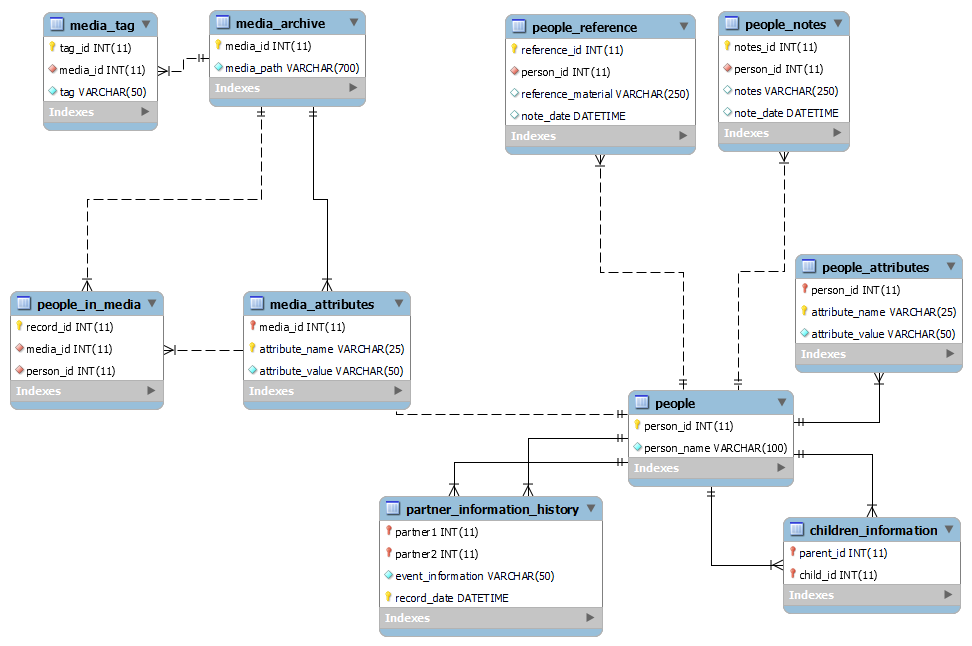 media_tag
tag_id INT(11)
media_id INT(11)
tag VARCHAR(50)
Indexes
media_archive
media_id INT(11)
media_path VARCHAR(700)
Indexes
people_reference
reference_id INT(11)
person_id INT(11)
reference_material VARCHAR(250)
note_date DATETIME
Indexes
people_notes
notes_id INT(11)
person_id INT(11)
notes VARCHAR(250)
note_date DATETIME
Indexes
people_in_media
record_id INT(11)
media_id INT(11)
person_id INT(11)
Indexes
media_attributes
media_id INT(11)
attribute_name VARCHAR(25)
attribute_value VARCHAR(50)
Indexes
people_attributes
person_id INT(11)
attribute_name VARCHAR(25)
attribute_value VARCHAR(50)
Indexes
people
person_id INT(11)
person_name VARCHAR(100)
Indexes
partner_information_history
partner1 INT(11)
partner2 INT(11)
event_information VARCHAR(50)
record_date DATETIME
Indexes
children_information
parent_id INT(11)
child_id INT(11)
Indexes